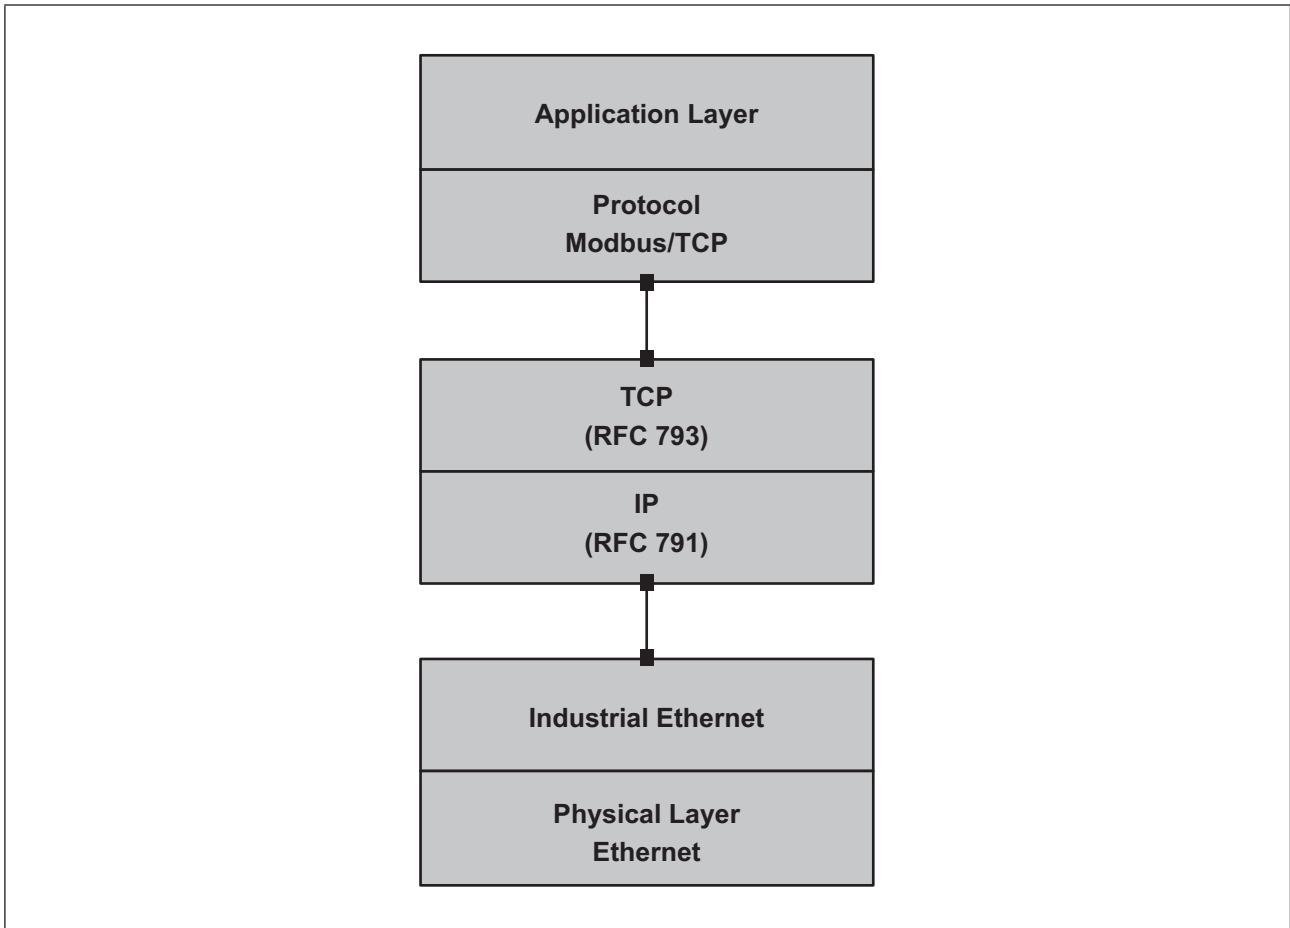 Application Layer
Protocol
Modbus/TCP
TCP
(RFC 793)
IP
(RFC 791)
Industrial Ethernet
Physical Layer
Ethernet